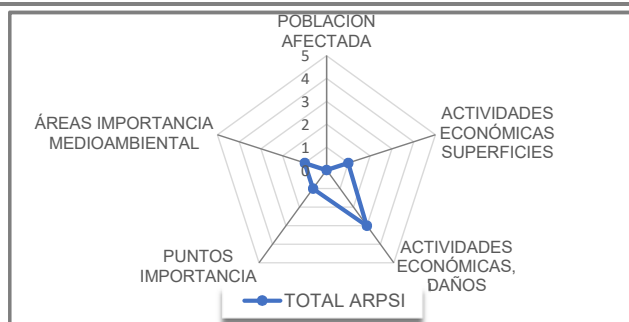 POBLACIÓN
AFECTADA
5
4
3
2
1
0
ÁREAS IMPORTANCIA
MEDIOAMBIENTAL
ACTIVIDADES
ECONÓMICAS
SUPERFICIES
PUNTOS
IMPORTANCIA
ACTIVIDADES
ECONÓMICAS,
DAÑOS
TOTAL ARPSI